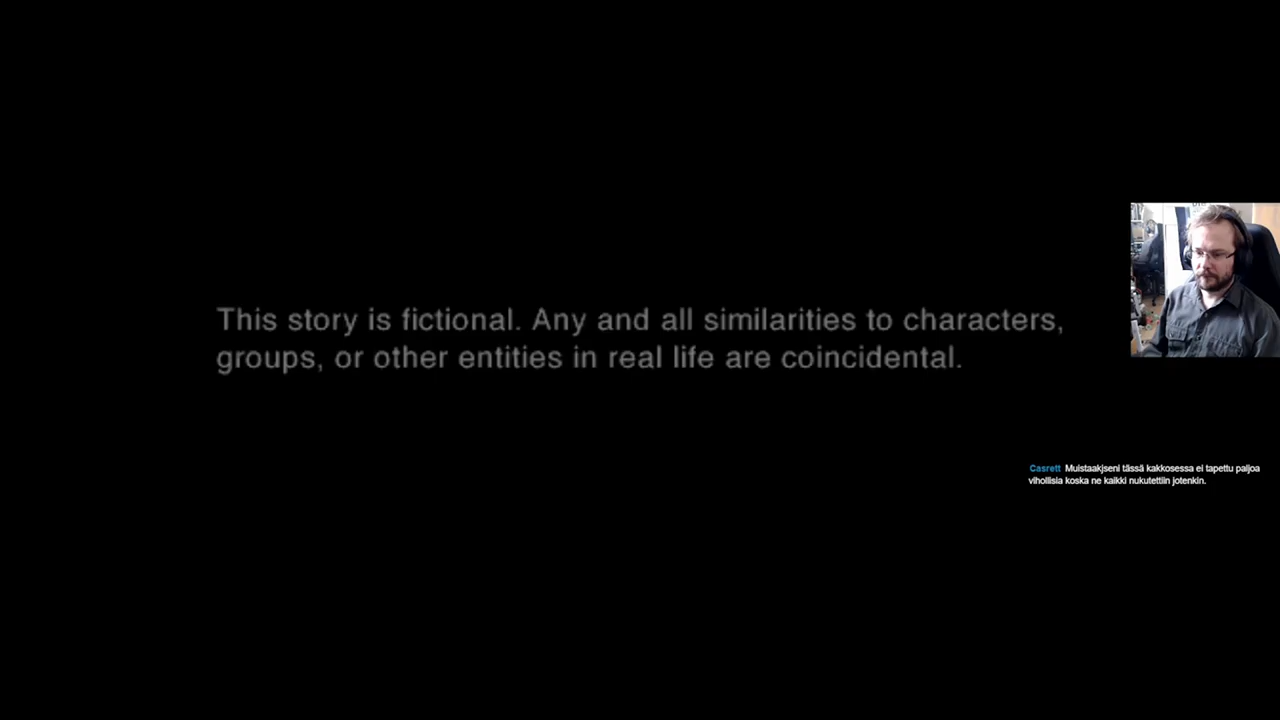 This story is fictional. Any and all similarities to characters,
groups, or other entities in real life are coincidental.
Casrett Muistaakjseni tässä kakkosessa ei tapettu paljoa
vihollisia koska ne kaikki nukutettiin jotenkin.